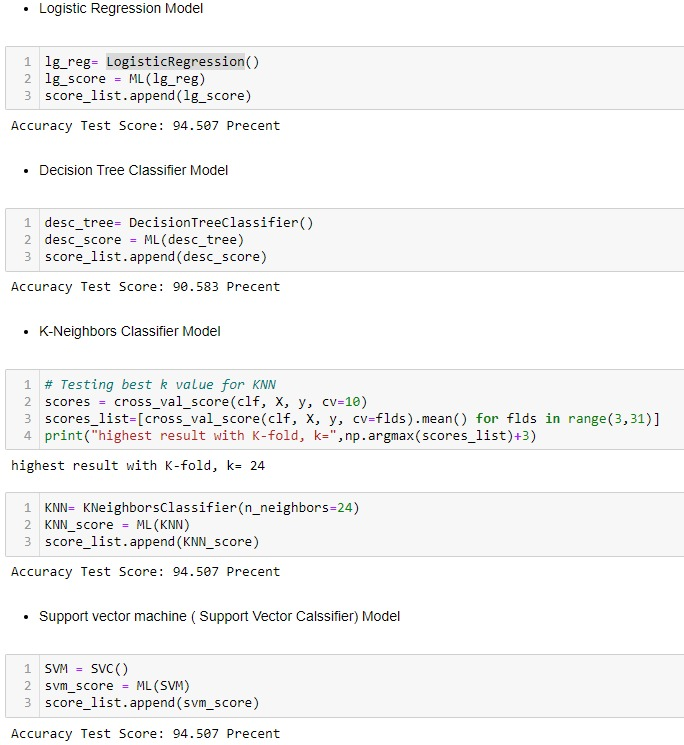 • Logistic Regression Model
1 lg_reg= LogisticRegression()
2 lg_score = ML(lg_reg)
3 score_list.append(lg_score)
Accuracy Test Score: 94.507 Precent
• Decision Tree Classifier Model
1 desc_tree= DecisionTreeClassifier()
2 desc_score = ML(desc_tree)
3 score_list.append(desc_score)
Accuracy Test Score: 90.583 Precent
• K-Neighbors Classifier Model
1 # Testing best k value for KNN
2 scores = cross_val_score(clf, X, y, cv=10)
3 scores_list=[cross_val_score(clf, X, y, cv=flds).mean() for flds in range(3,31)]
4 print("highest result with K-fold, k=",np.argmax(scores_list)+3)
highest result with K-fold, k= 24
1 KNN= KNeighborsClassifier(n_neighbors=24)
2 KNN_score = ML(KNN)
3 score_list.append(KNN_score)
Accuracy Test Score: 94.507 Precent
• Support vector machine ( Support Vector Calssifier) Model
1 SVM = SVC()
2 svm_score = ML(SVM)
3 score_list.append(svm_score)
Accuracy Test Score: 94.507 Precent